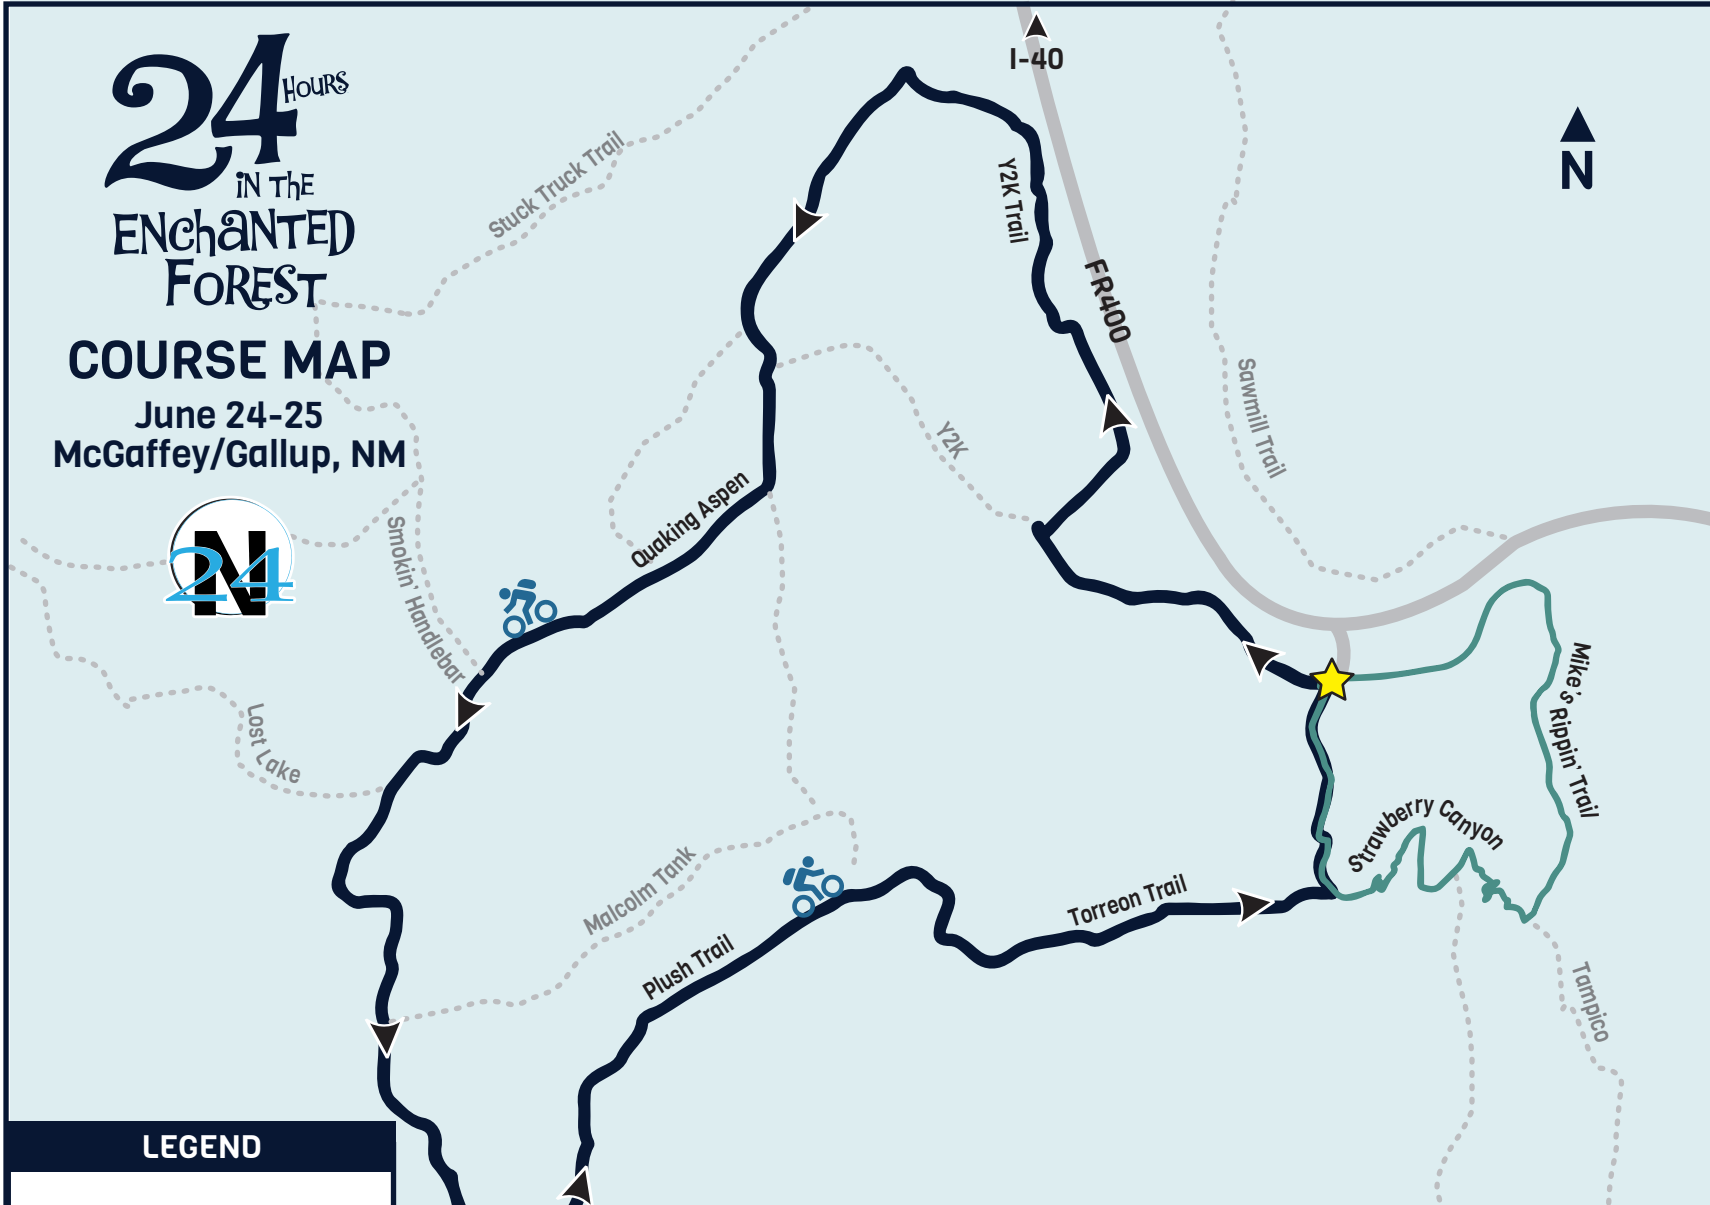 24 HOURS
IN THE
ENCHANTED
FOREST
COURSE MAP
June 24-25
McGaffey/Gallup, NM
N
24
I-40
N
Stuck Truck Trail
Y2K Trail
FR400
Sawmill Trail
Y2K
Quaking Aspen
Smokin' Handlebar
Lost Lake
Mike's Rippin' Trail
Strawberry Canyon
Malcolm Tank
Torreon Trail
Plush Trail
Tampico
LEGEND